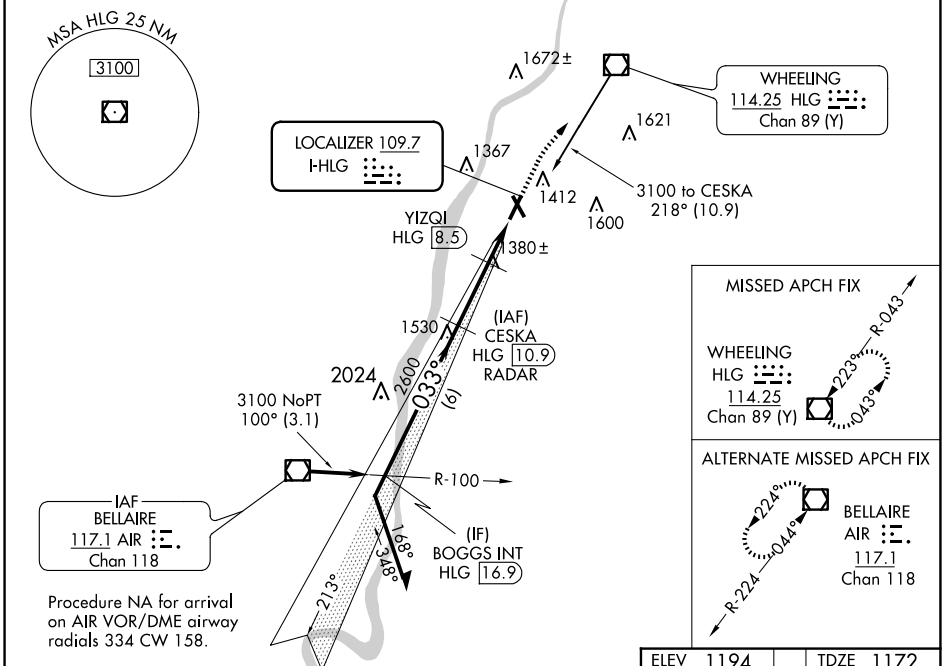 MSA HLG 25 NM
3100
1672±
WHEELING
114.25 HLG
Chan 89 (Y)
LOCALIZER 109.7
I-HLG
1367
1621
1412
3100 to CESKA
218° (10.9)
1600
YIZQI
HLG 8.5
1380±
(IAF)
CESKA
HLG 10.9
RADAR
1530
2024
2600
033°
(6)
3100 NoPT
100° (3.1)
R-100
IAF
BELLAIRE
117.1 AIR
Chan 118
(IF)
BOGGS INT
HLG 16.9
168°
348°
213°
Procedure NA for arrival
on AIR VOR/DME airway
radials 334 CW 158.
MISSED APCH FIX
R-043
WHEELING
HLG
114.25
Chan 89 (Y)
223°
043°
ALTERNATE MISSED APCH FIX
224°
044°
R-224
BELLAIRE
AIR
117.1
Chan 118
ELEV 1194 TDZE 1172